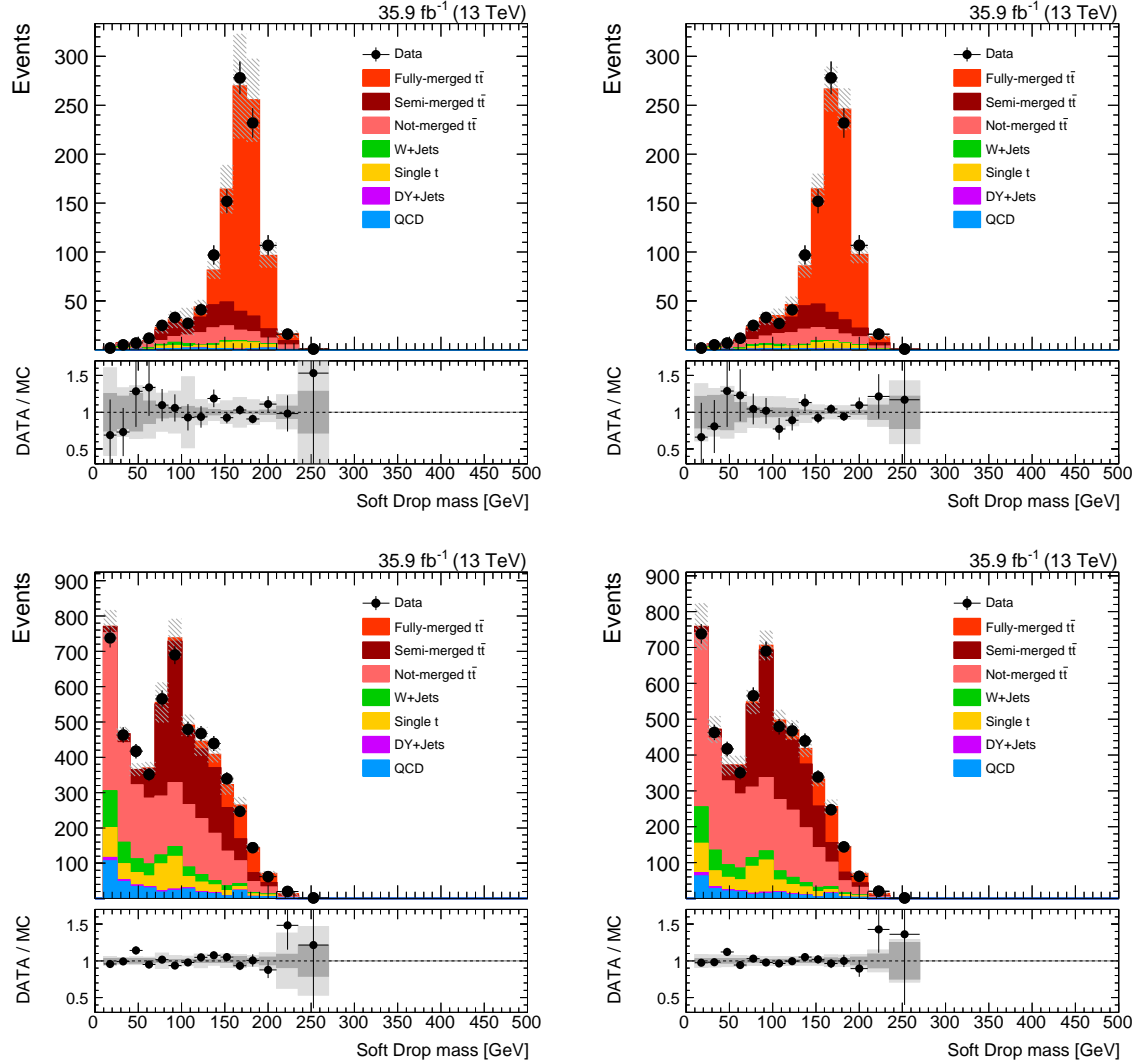 35.9 fb⁻¹ (13 TeV)
Events
300
250
200
150
100
50
Data
Fully-merged tt̄
Semi-merged tt̄
Not-merged tt̄
W+Jets
Single t
DY+Jets
QCD
DATA / MC
1.5
1
0.5
0 50 100 150 200 250 300 350 400 450 500
Soft Drop mass [GeV]
35.9 fb⁻¹ (13 TeV)
Events
300
250
200
150
100
50
Data
Fully-merged tt̄
Semi-merged tt̄
Not-merged tt̄
W+Jets
Single t
DY+Jets
QCD
DATA / MC
1.5
1
0.5
0 50 100 150 200 250 300 350 400 450 500
Soft Drop mass [GeV]
35.9 fb⁻¹ (13 TeV)
Events
900
800
700
600
500
400
300
200
100
Data
Fully-merged tt̄
Semi-merged tt̄
Not-merged tt̄
W+Jets
Single t
DY+Jets
QCD
DATA / MC
1.5
1
0.5
0 50 100 150 200 250 300 350 400 450 500
Soft Drop mass [GeV]
35.9 fb⁻¹ (13 TeV)
Events
900
800
700
600
500
400
300
200
100
Data
Fully-merged tt̄
Semi-merged tt̄
Not-merged tt̄
W+Jets
Single t
DY+Jets
QCD
DATA / MC
1.5
1
0.5
0 50 100 150 200 250 300 350 400 450 500
Soft Drop mass [GeV]